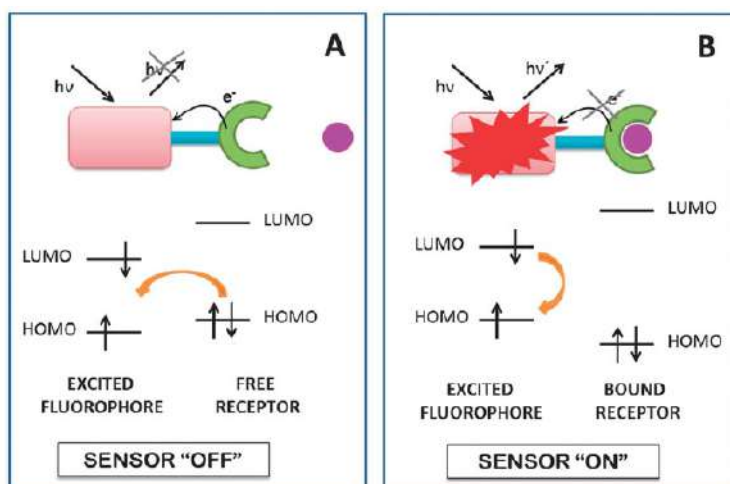 A
hν
hν´
e-
LUMO
LUMO
HOMO
HOMO
EXCITED
FLUOROPHORE
FREE
RECEPTOR
SENSOR “OFF”
B
hν
hν´
e-
LUMO
LUMO
HOMO
HOMO
EXCITED
FLUOROPHORE
BOUND
RECEPTOR
SENSOR “ON”